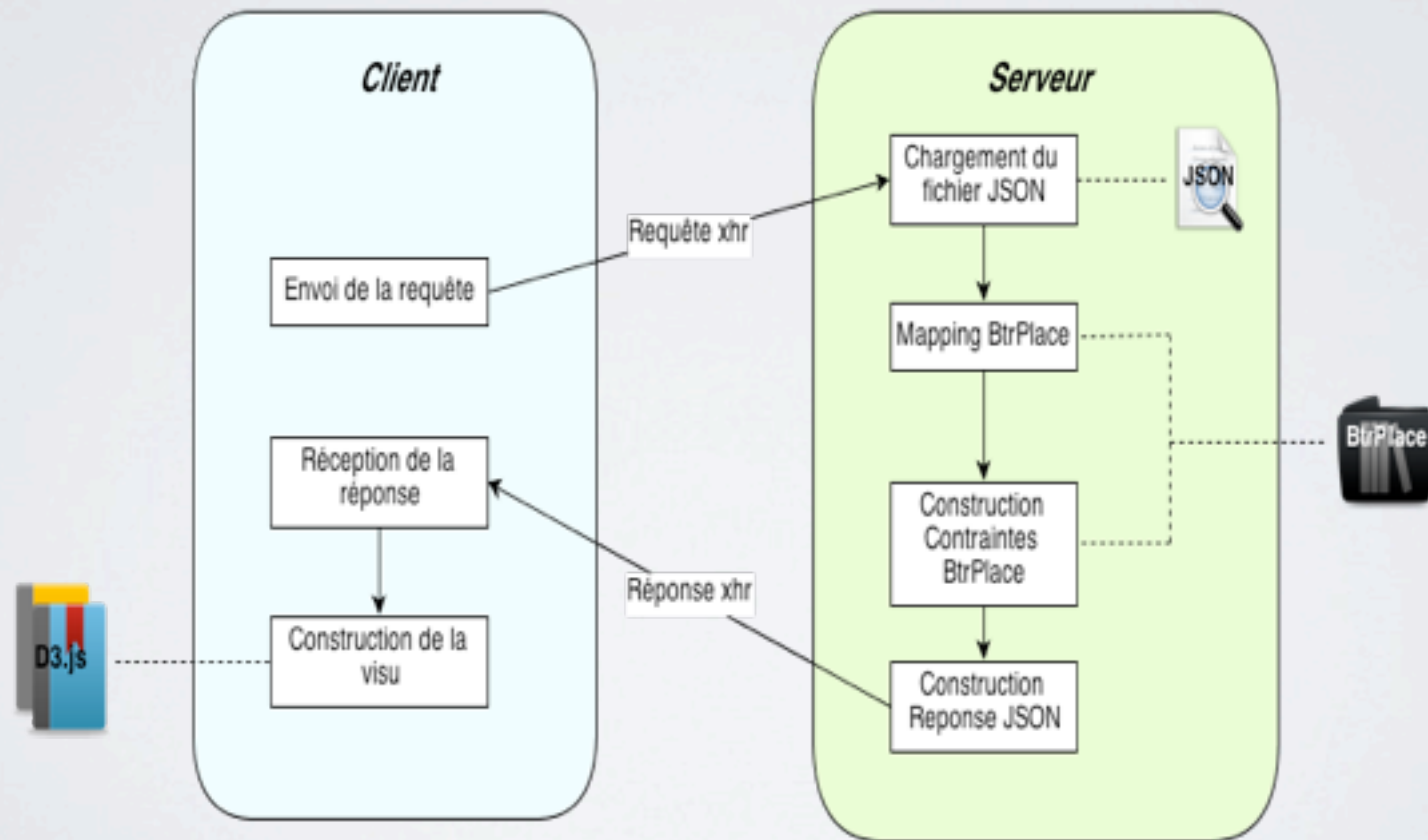 Client
Serveur
Chargement du
fichier JSON
JSON
Requête xhr
Envoi de la requête
Mapping BtrPlace
BtrPlace
Réception de la
réponse
Construction
Contraintes
BtrPlace
Réponse xhr
D3.js
Construction de la
visu
Construction
Reponse JSON